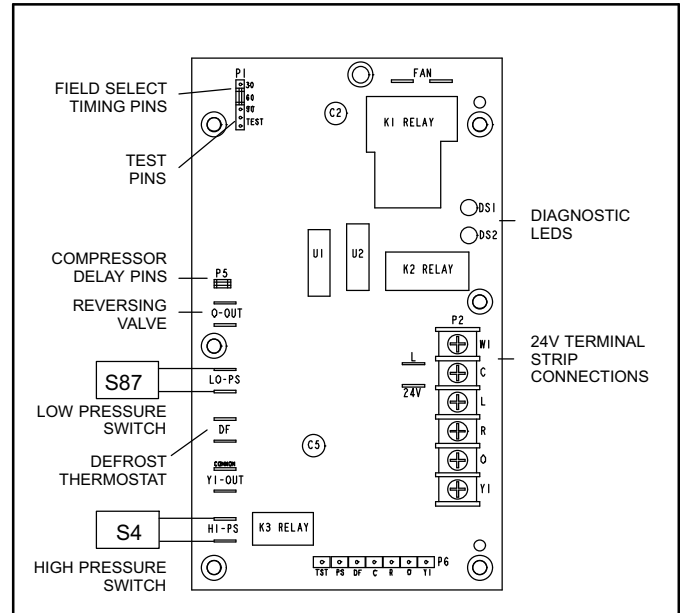 P1
30
60
90
TEST
FIELD SELECT
TIMING PINS
TEST
PINS
FAN
C2
K1 RELAY
DS1
DS2
DIAGNOSTIC
LEDS
U1
U2
K2 RELAY
COMPRESSOR
DELAY PINS
P5
REVERSING
VALVE
O-OUT
S87
LO-PS
LOW PRESSURE
SWITCH
DF
DEFROST
THERMOSTAT
COMMON
Y1-OUT
S4
HI-PS
HIGH PRESSURE
SWITCH
K3 RELAY
C5
L
24V
P2
W1
C
L
R
O
Y1
24V TERMINAL
STRIP
CONNECTIONS
P6
TST PS DF C R O Y1